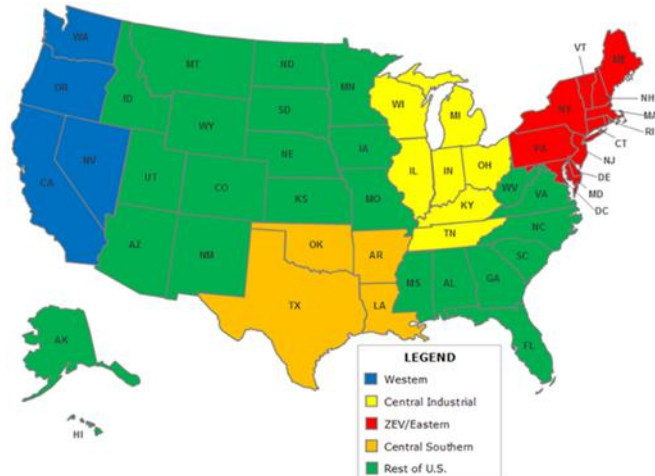 WA
OR
CA
NV
ID
MT
WY
UT
CO
AZ
NM
ND
SD
NE
KS
MN
IA
MO
OK
TX
AR
LA
WI
IL
MI
IN
OH
KY
TN
MS
AL
GA
FL
SC
NC
VA
WV
PA
NY
ME
VT
NH
MA
RI
CT
NJ
DE
MD
DC
AK
HI
LEGEND
Western
Central Industrial
ZEV/Eastern
Central Southern
Rest of U.S.